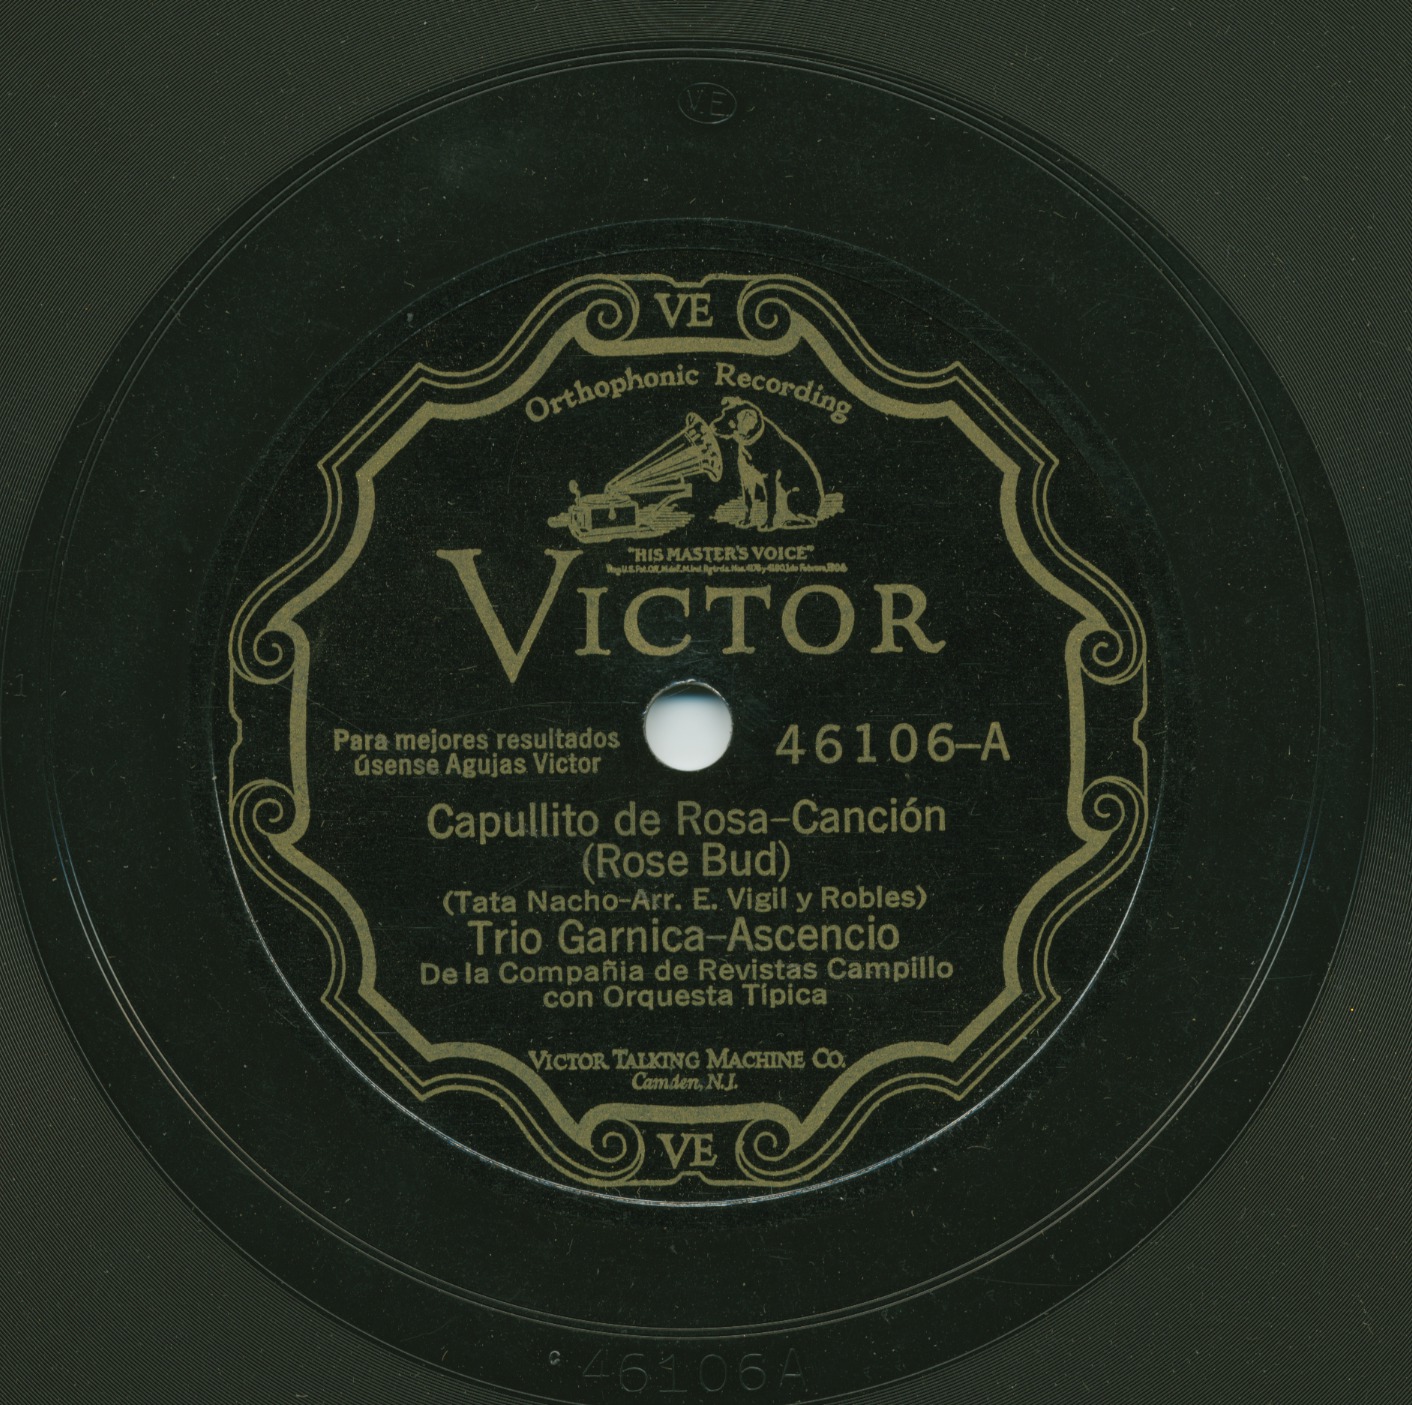 VE
VE
Orthophonic Recording
"HIS MASTER'S VOICE"
VICTOR
Para mejores resultados
úsense Agujas Victor
46106-A
Capullito de Rosa-Canción
(Rose Bud)
(Tata Nacho-Arr. E. Vigil y Robles)
Trio Garnica-Ascencio
De la Compañia de Revistas Campillo
con Orquesta Típica
VICTOR TALKING MACHINE CO.
Camden, N.J.
VE
46106A